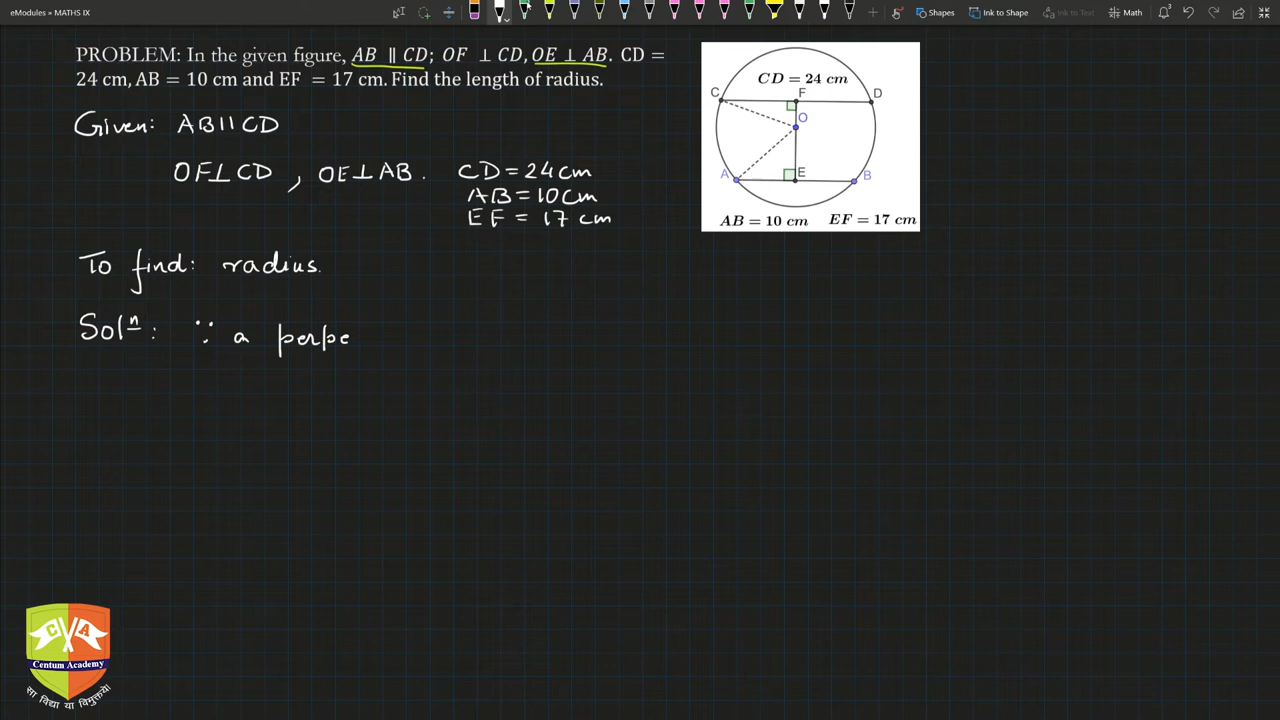 eModules » MATHS IX
Shapes
Ink to Shape
Ink to Text
Math
3
PROBLEM: In the given figure, AB ∥ CD; OF ⊥ CD, OE ⊥ AB. CD =
24 cm, AB = 10 cm and EF = 17 cm. Find the length of radius.
CD = 24 cm
C
F
D
O
A
E
B
AB = 10 cm EF = 17 cm
Given: AB ∥ CD
OF ⊥ CD , OE ⊥ AB. CD = 24 cm
AB = 10 cm
EF = 17 cm
To find: radius.
Solⁿ: ∵ a perpe
C A
Centum Academy
सा विद्या या विमुक्तये